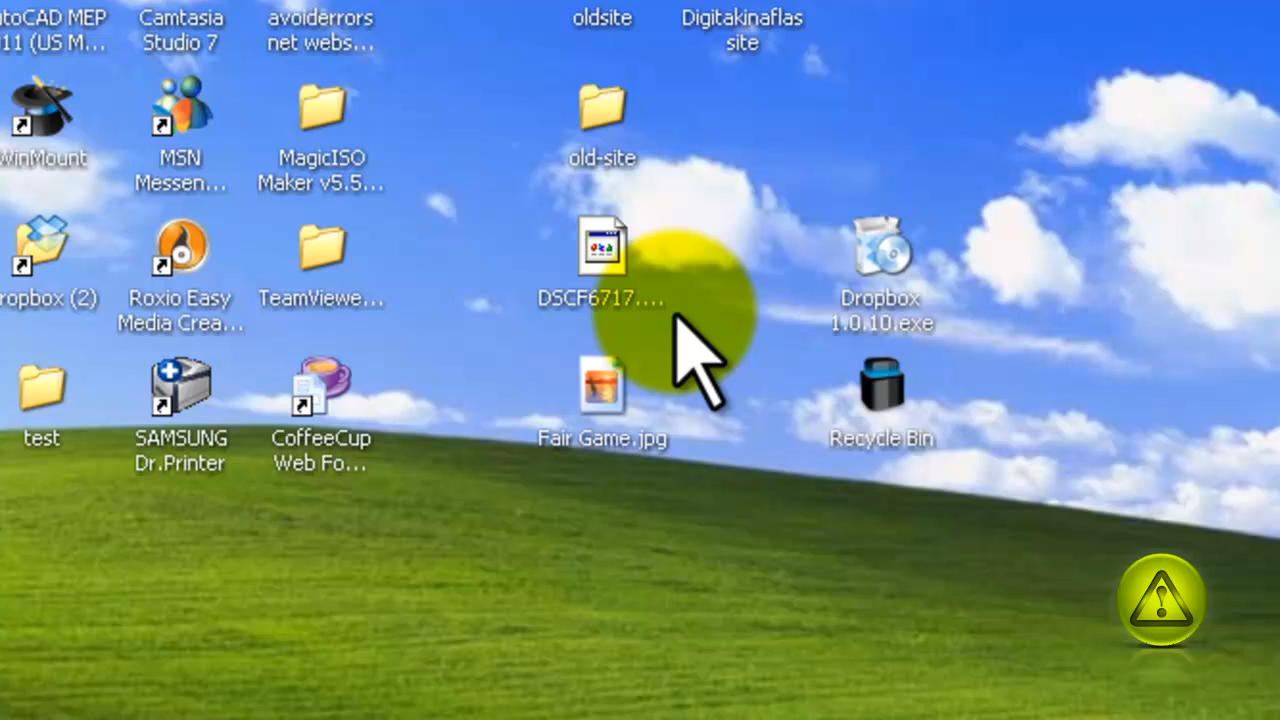 utoCAD MEP
11 (US M...
Camtasia
Studio 7
avoiderrors
net webs...
oldsite
Digitakinaflas
site
WinMount
MSN
Messen...
MagicISO
Maker v5.5...
old-site
ropbox (2)
Roxio Easy
Media Crea...
TeamViewe...
DSCF6717....
Dropbox
1.0.10.exe
test
SAMSUNG
Dr.Printer
CoffeeCup
Web Fo...
Fair Game.jpg
Recycle Bin